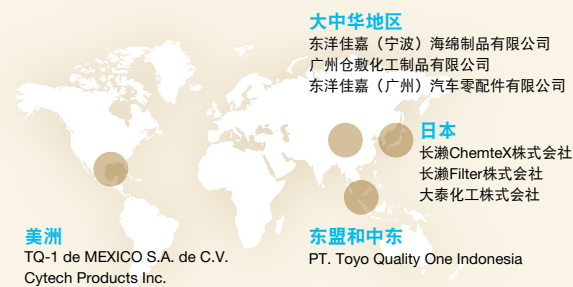 大中华地区
东洋佳嘉（宁波）海绵制品有限公司
广州仓敷化工制品有限公司
东洋佳嘉（广州）汽车零配件有限公司
日本
长濑ChemteX株式会社
长濑Filter株式会社
大泰化工株式会社
美洲
TQ-1 de MEXICO S.A. de C.V.
Cytech Products Inc.
东盟和中东
PT. Toyo Quality One Indonesia